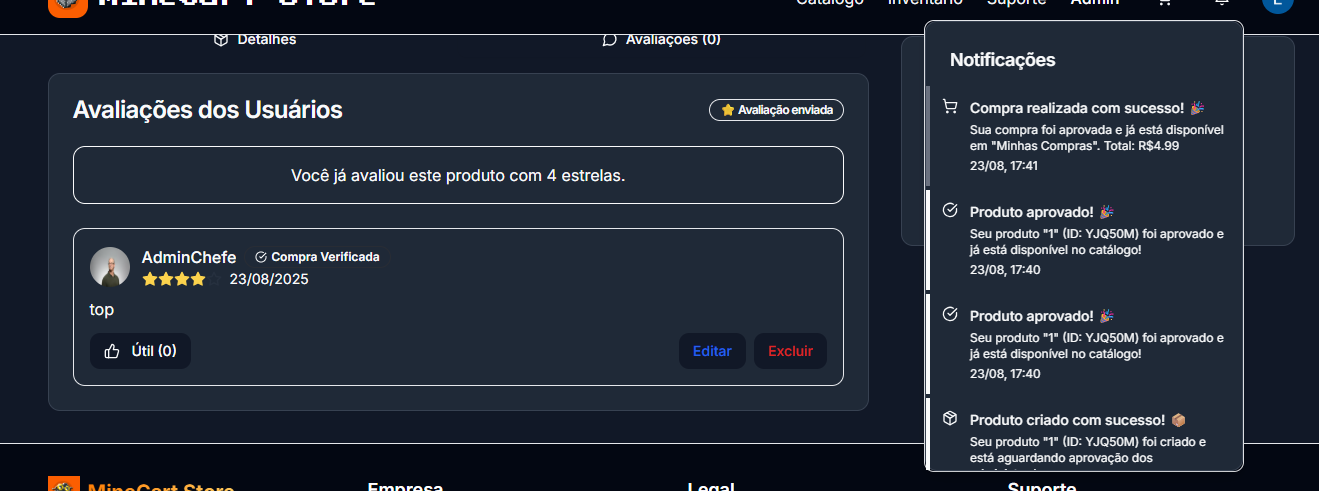 MineCart Store
Catálogo Inventário Suporte Admin
E
Detalhes
Avaliações (0)
Avaliações dos Usuários
Avaliação enviada
Você já avaliou este produto com 4 estrelas.
AdminChefe Compra Verificada
23/08/2025
top
Útil (0)
Editar Excluir
Notificações
Compra realizada com sucesso! 🎉
Sua compra foi aprovada e já está disponível
em "Minhas Compras". Total: R$4.99
23/08, 17:41
Produto aprovado! 🎉
Seu produto "1" (ID: YJQ50M) foi aprovado e
já está disponível no catálogo!
23/08, 17:40
Produto aprovado! 🎉
Seu produto "1" (ID: YJQ50M) foi aprovado e
já está disponível no catálogo!
23/08, 17:40
Produto criado com sucesso! 📦
Seu produto "1" (ID: YJQ50M) foi criado e
está aguardando aprovação dos
MineCart Store
Empresa
Legal
Suporte